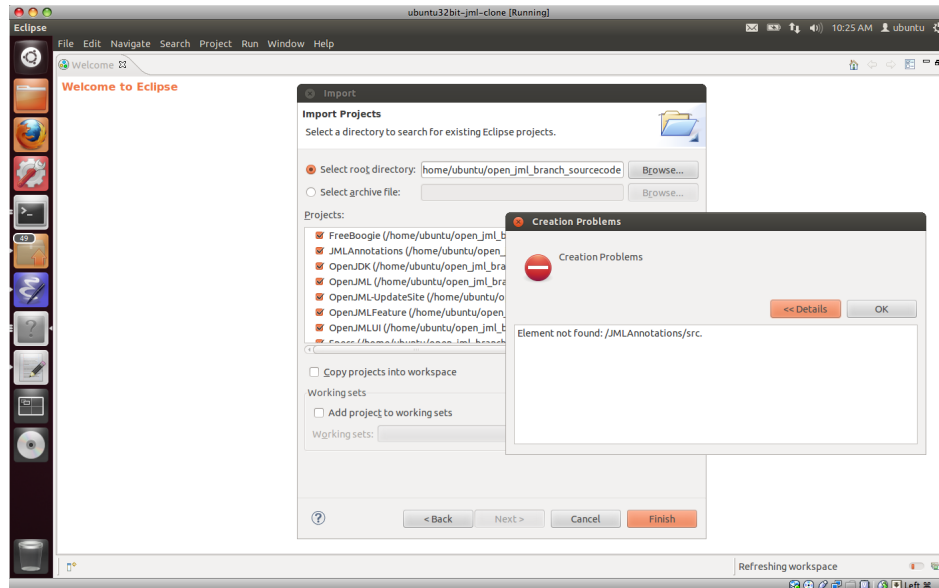 ubuntu32bit-jml-clone [Running]
Eclipse
10:25 AM ubuntu
File Edit Navigate Search Project Run Window Help
Welcome
Welcome to Eclipse
Import
Import Projects
Select a directory to search for existing Eclipse projects.
Select root directory: home/ubuntu/open_jml_branch_sourcecode Browse...
Select archive file: Browse...
Projects:
FreeBoogie (/home/ubuntu/open_jml_b
JMLAnnotations (/home/ubuntu/open_
OpenJDK (/home/ubuntu/open_jml_bra
OpenJML (/home/ubuntu/open_jml_bra
OpenJML-UpdateSite (/home/ubuntu/o
OpenJMLFeature (/home/ubuntu/open_
OpenJMLUI (/home/ubuntu/open_jml_b
Specs (/home/ubuntu/open_jml_branch
Creation Problems
Creation Problems
<< Details OK
Element not found: /JMLAnnotations/src.
Copy projects into workspace
Working sets
Add project to working sets
Working sets:
49
?
< Back Next > Cancel Finish
Refreshing workspace
Left ⌘